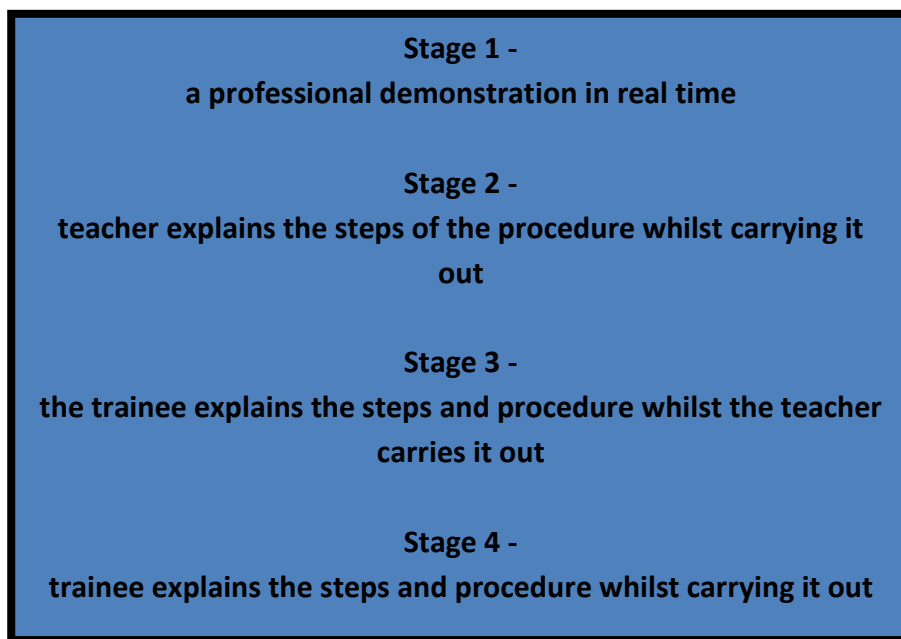 Stage 1 -
a professional demonstration in real time
Stage 2 -
teacher explains the steps of the procedure whilst carrying it
out
Stage 3 -
the trainee explains the steps and procedure whilst the teacher
carries it out
Stage 4 -
trainee explains the steps and procedure whilst carrying it out